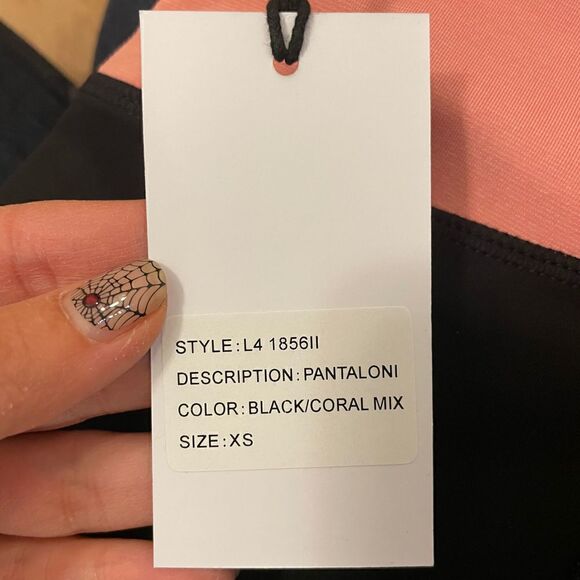 STYLE:L4 1856II
DESCRIPTION:PANTALONI
COLOR:BLACK/CORAL MIX
SIZE:XS